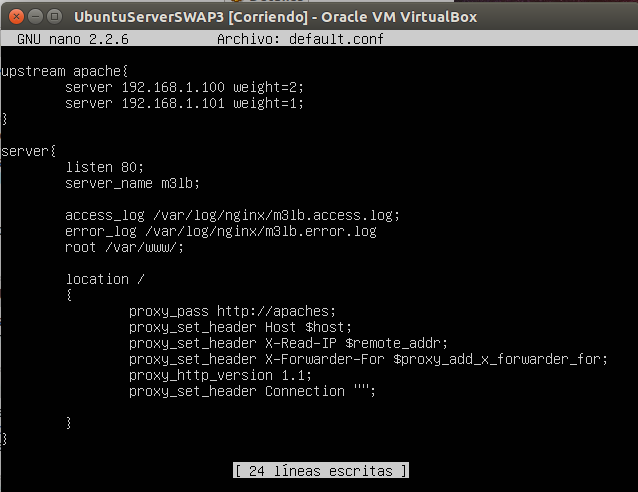 UbuntuServerSWAP3 [Corriendo] - Oracle VM VirtualBox
GNU nano 2.2.6 Archivo: default.conf
upstream apache{
server 192.168.1.100 weight=2;
server 192.168.1.101 weight=1;
}
server{
listen 80;
server_name m3lb;
access_log /var/log/nginx/m3lb.access.log;
error_log /var/log/nginx/m3lb.error.log
root /var/www/;
location /
{
proxy_pass http://apaches;
proxy_set_header Host $host;
proxy_set_header X-Read-IP $remote_addr;
proxy_set_header X-Forwarder-For $proxy_add_x_forwarder_for;
proxy_http_version 1.1;
proxy_set_header Connection "";
}
}
[ 24 líneas escritas ]